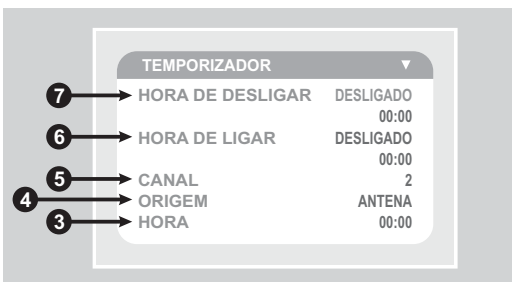 TEMPORIZADOR ▼
7 HORA DE DESLIGAR DESLIGADO
00:00
6 HORA DE LIGAR DESLIGADO
00:00
5 CANAL 2
4 ORIGEM ANTENA
3 HORA 00:00